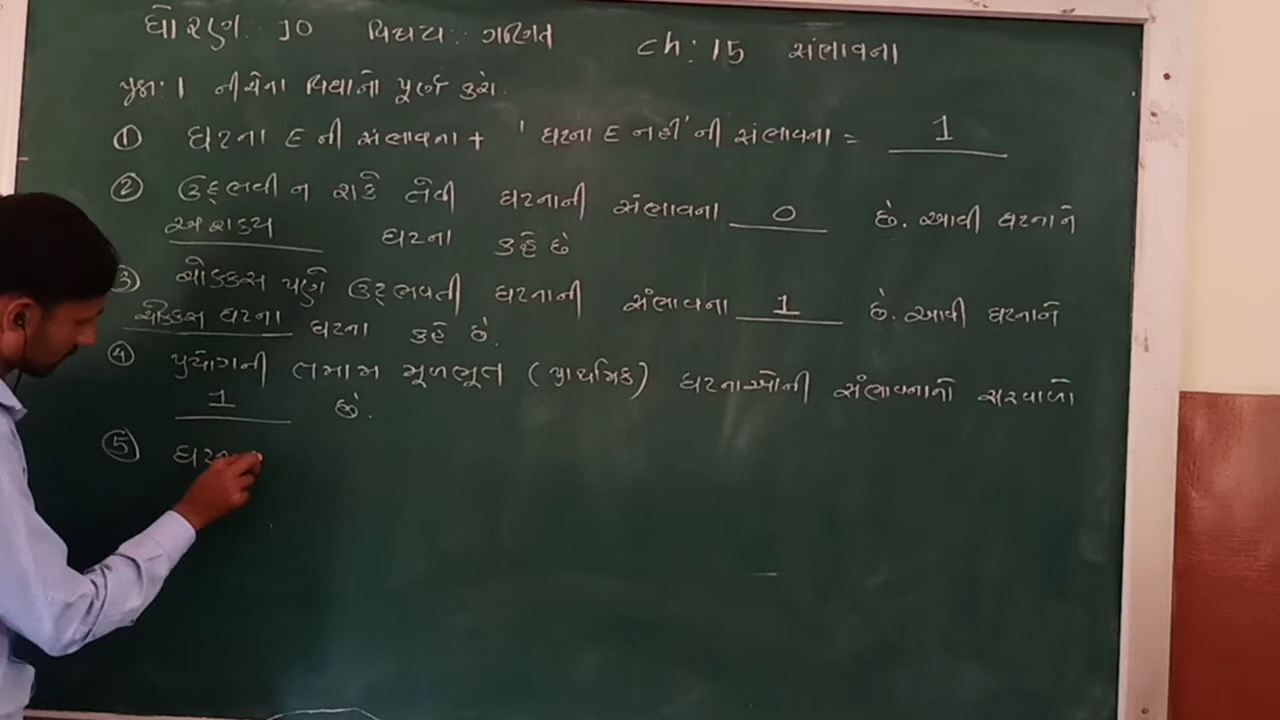 ધોરણ: 10 વિષય: ગણિત ch: 15 સંભાવના
પ્રશ્ન: 1 નીચેના વિધાનો પૂર્ણ કરો.
① ઘટના E ની સંભાવના + 'ઘટના E નહીં' ની સંભાવના = 1
② ઉદ્ભવી ન શકે તેવી ઘટનાની સંભાવના 0 છે. આવી ઘટનાને
અશક્ય ઘટના કહે છે
③ ચોક્કસ પણે ઉદ્ભવતી ઘટનાની સંભાવના 1 છે. આવી ઘટનાને
ચોક્કસ ઘટના ઘટના કહે છે.
④ પ્રયોગની તમામ મૂળભૂત (પ્રાથમિક) ઘટનાઓની સંભાવનાનો સરવાળો
1 છે.
⑤